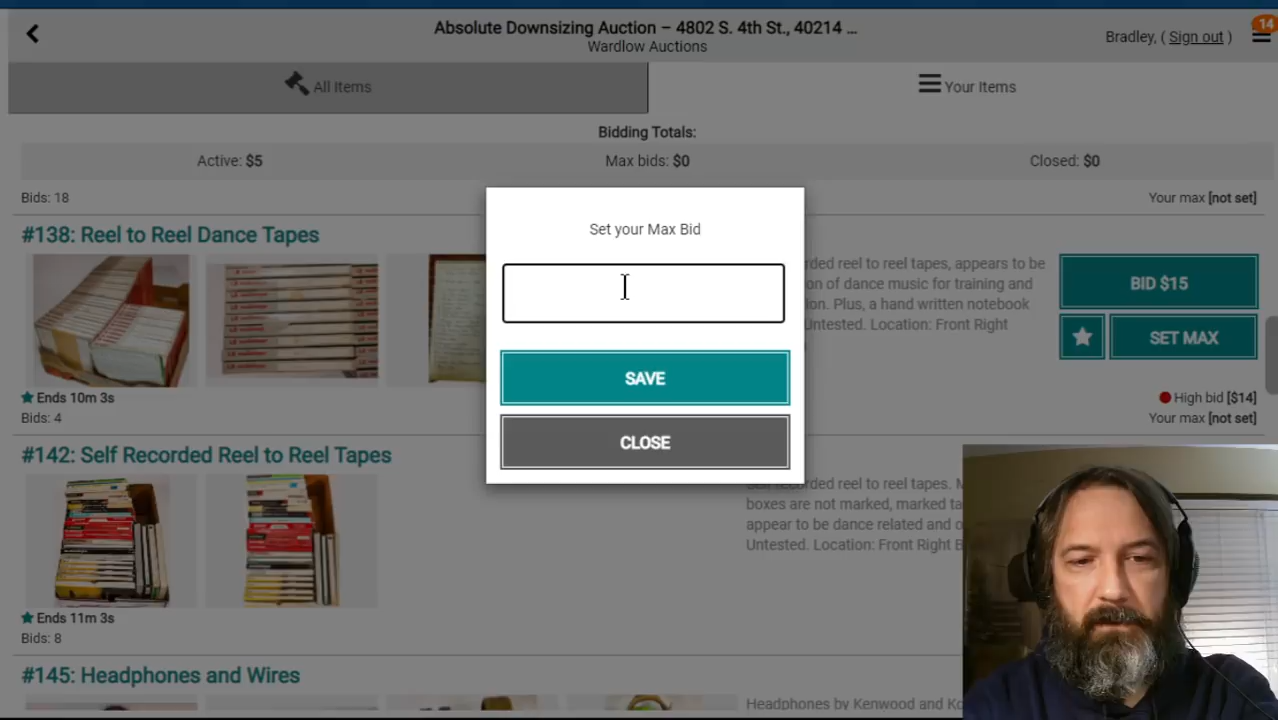 Absolute Downsizing Auction – 4802 S. 4th St., 40214 ...
Wardlow Auctions
Bradley, ( Sign out )
14
All Items
Your Items
Bidding Totals:
Active: $5
Max bids: $0
Closed: $0
Bids: 18
Your max [not set]
#138: Reel to Reel Dance Tapes
rded reel to reel tapes, appears to be
on of dance music for training and
ion. Plus, a hand written notebook
Untested. Location: Front Right
BID $15
SET MAX
Ends 10m 3s
High bid [$14]
Bids: 4
Your max [not set]
Set your Max Bid
SAVE
CLOSE
#142: Self Recorded Reel to Reel Tapes
Self recorded reel to reel tapes. M
boxes are not marked, marked ta
appear to be dance related and o
Untested. Location: Front Right B
Ends 11m 3s
Bids: 8
#145: Headphones and Wires
Headphones by Kenwood and Ko